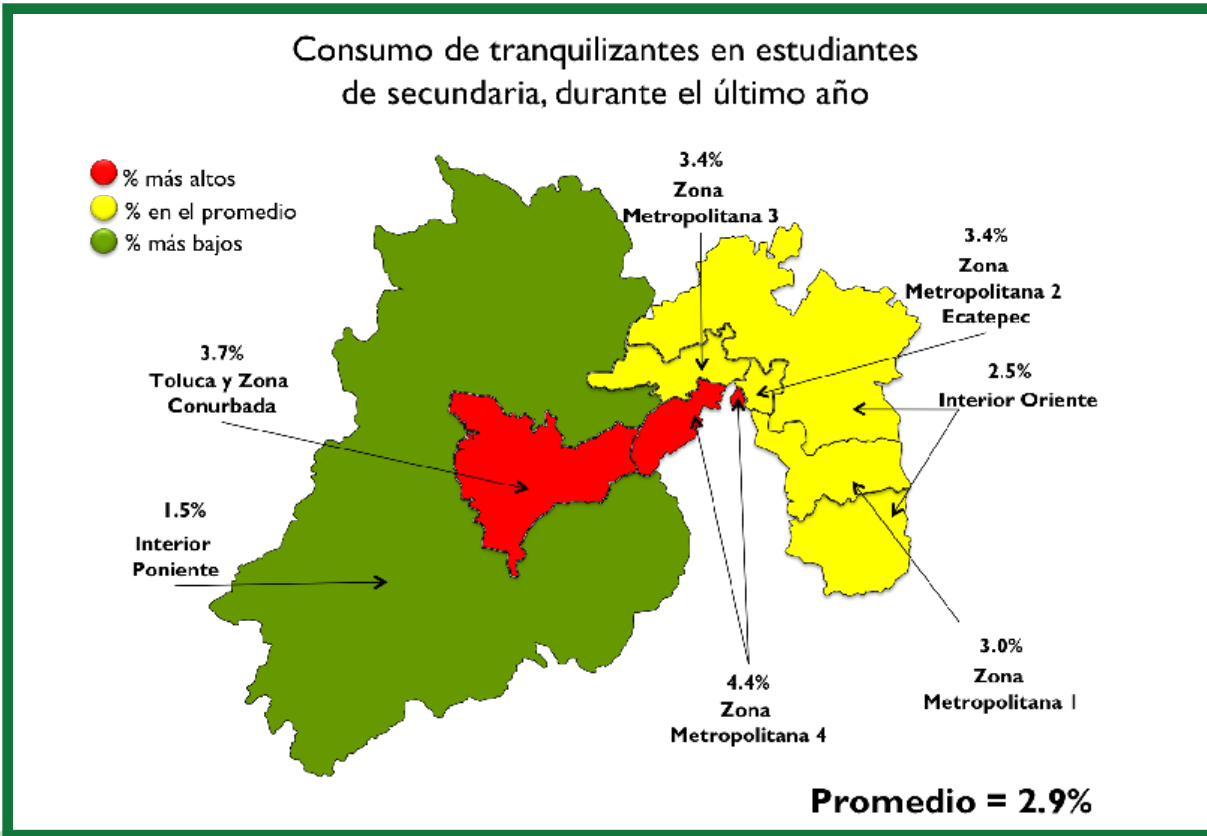 Consumo de tranquilizantes en estudiantes
de secundaria, durante el último año
% más altos
% en el promedio
% más bajos
3.4%
Zona
Metropolitana 3
3.4%
Zona
Metropolitana 2
Ecatepec
3.7%
Toluca y Zona
Conurbada
2.5%
Interior Oriente
1.5%
Interior
Poniente
3.0%
Zona
Metropolitana 1
4.4%
Zona
Metropolitana 4
Promedio = 2.9%